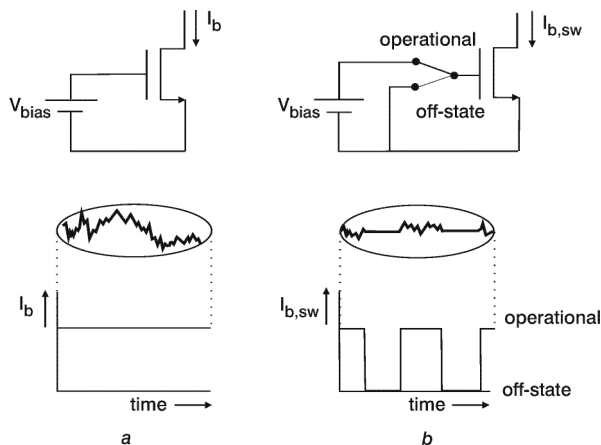 I_b
I_b,sw
operational
V_bias
V_bias
off-state
I_b
I_b,sw
operational
off-state
time
time
a
b